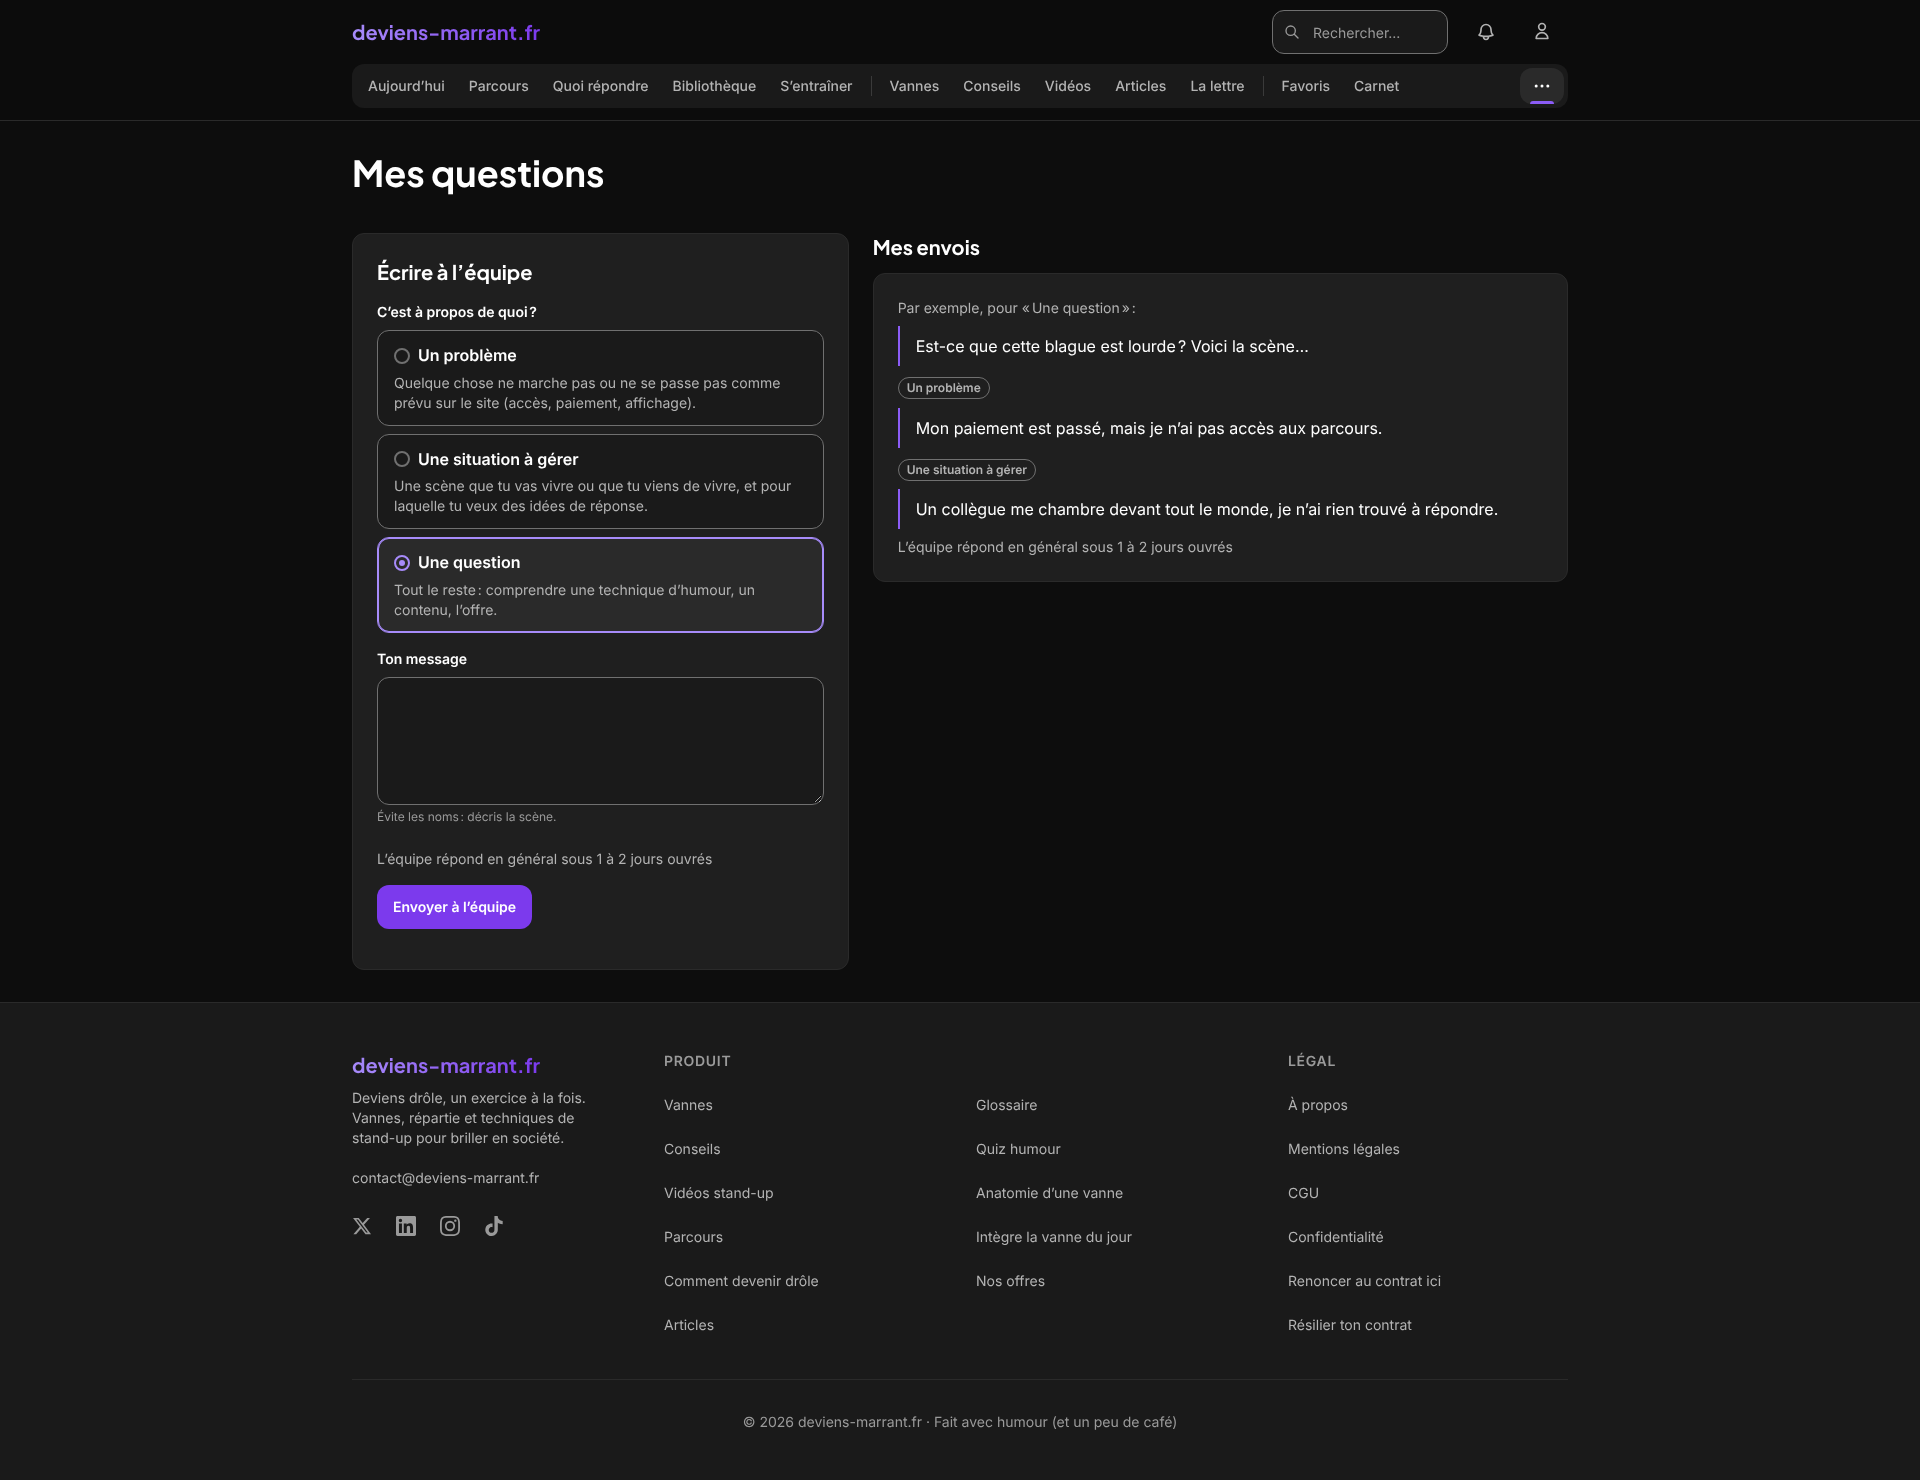 deviens-marrant.fr
Rechercher...
Aujourd’hui
Parcours
Quoi répondre
Bibliothèque
S’entraîner
Vannes
Conseils
Vidéos
Articles
La lettre
Favoris
Carnet
Mes questions
Écrire à l’équipe
C’est à propos de quoi ?
Un problème
Quelque chose ne marche pas ou ne se passe pas comme
prévu sur le site (accès, paiement, affichage).
Une situation à gérer
Une scène que tu vas vivre ou que tu viens de vivre, et pour
laquelle tu veux des idées de réponse.
Une question
Tout le reste : comprendre une technique d’humour, un
contenu, l’offre.
Ton message
Évite les noms : décris la scène.
L’équipe répond en général sous 1 à 2 jours ouvrés
Envoyer à l’équipe
Mes envois
Par exemple, pour « Une question » :
Est-ce que cette blague est lourde ? Voici la scène…
Un problème
Mon paiement est passé, mais je n’ai pas accès aux parcours.
Une situation à gérer
Un collègue me chambre devant tout le monde, je n’ai rien trouvé à répondre.
L’équipe répond en général sous 1 à 2 jours ouvrés
deviens-marrant.fr
Deviens drôle, un exercice à la fois.
Vannes, répartie et techniques de
stand-up pour briller en société.
contact@deviens-marrant.fr
PRODUIT
Vannes
Conseils
Vidéos stand-up
Parcours
Comment devenir drôle
Articles
Glossaire
Quiz humour
Anatomie d’une vanne
Intègre la vanne du jour
Nos offres
LÉGAL
À propos
Mentions légales
CGU
Confidentialité
Renoncer au contrat ici
Résilier ton contrat
© 2026 deviens-marrant.fr · Fait avec humour (et un peu de café)